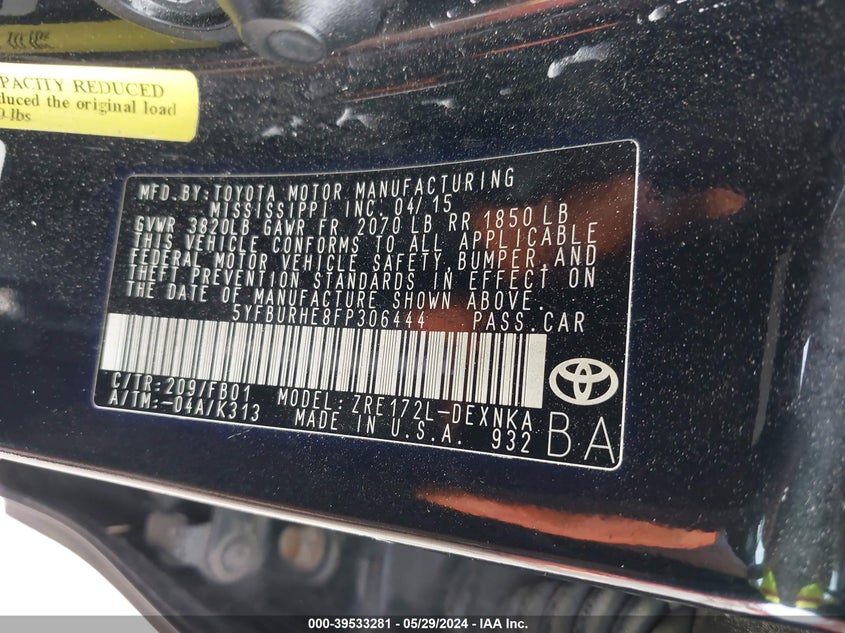 PACITY REDUCED
duced the original load
lbs
MFD. BY: TOYOTA MOTOR MANUFACTURING
MISSISSIPPI INC. 04/15
GVWR 3820LB GAWR FR 2070 LB RR 1850 LB
THIS VEHICLE CONFORMS TO ALL APPLICABLE
FEDERAL MOTOR VEHICLE SAFETY, BUMPER, AND
THEFT PREVENTION STANDARDS IN EFFECT ON
THE DATE OF MANUFACTURE SHOWN ABOVE.
5YFBURHE8FP306444 PASS. CAR
C/TR: 209/FB01 MODEL: ZRE172L-DEXNKA
A/TM: -04A/K313 MADE IN U.S.A. 932 BA
000-39533281 - 05/29/2024 - IAA Inc.